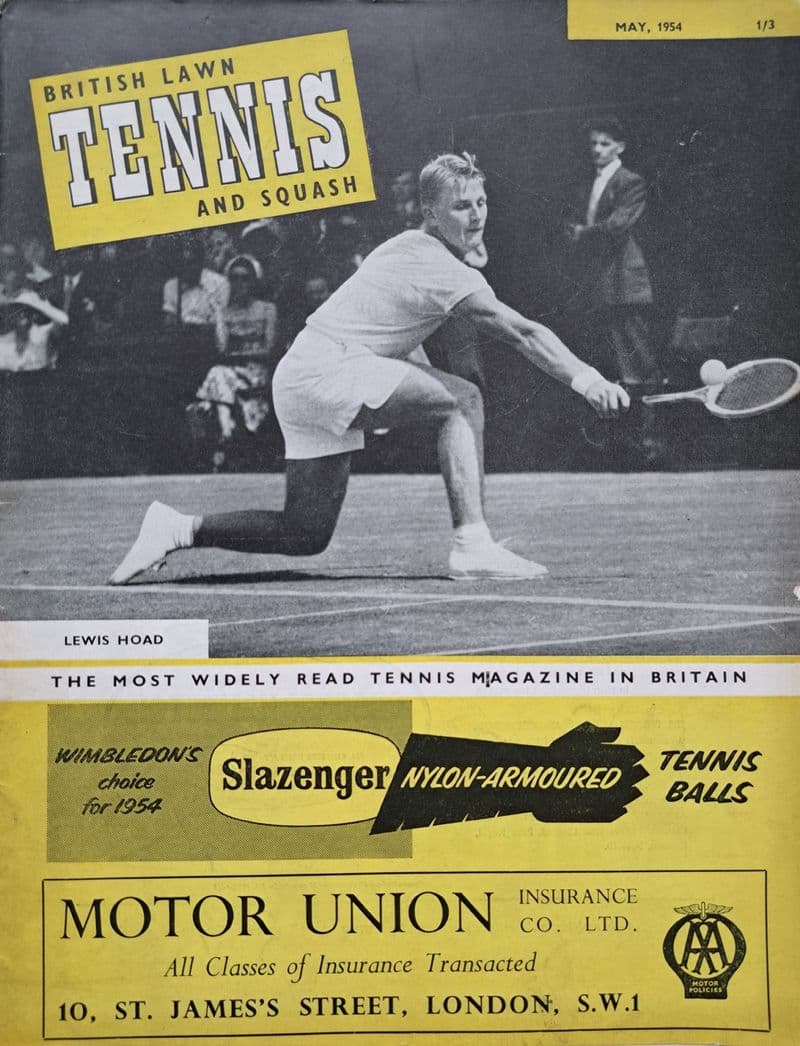 MAY, 1954 1/3
BRITISH LAWN
TENNIS
AND SQUASH
LEWIS HOAD
THE MOST WIDELY READ TENNIS MAGAZINE IN BRITAIN
WIMBLEDON'S
choice
for 1954
Slazenger NYLON-ARMOURED
TENNIS
BALLS
MOTOR UNION INSURANCE
CO. LTD.
All Classes of Insurance Transacted
10, ST. JAMES'S STREET, LONDON, S.W.1
AA
MOTOR
POLICIES